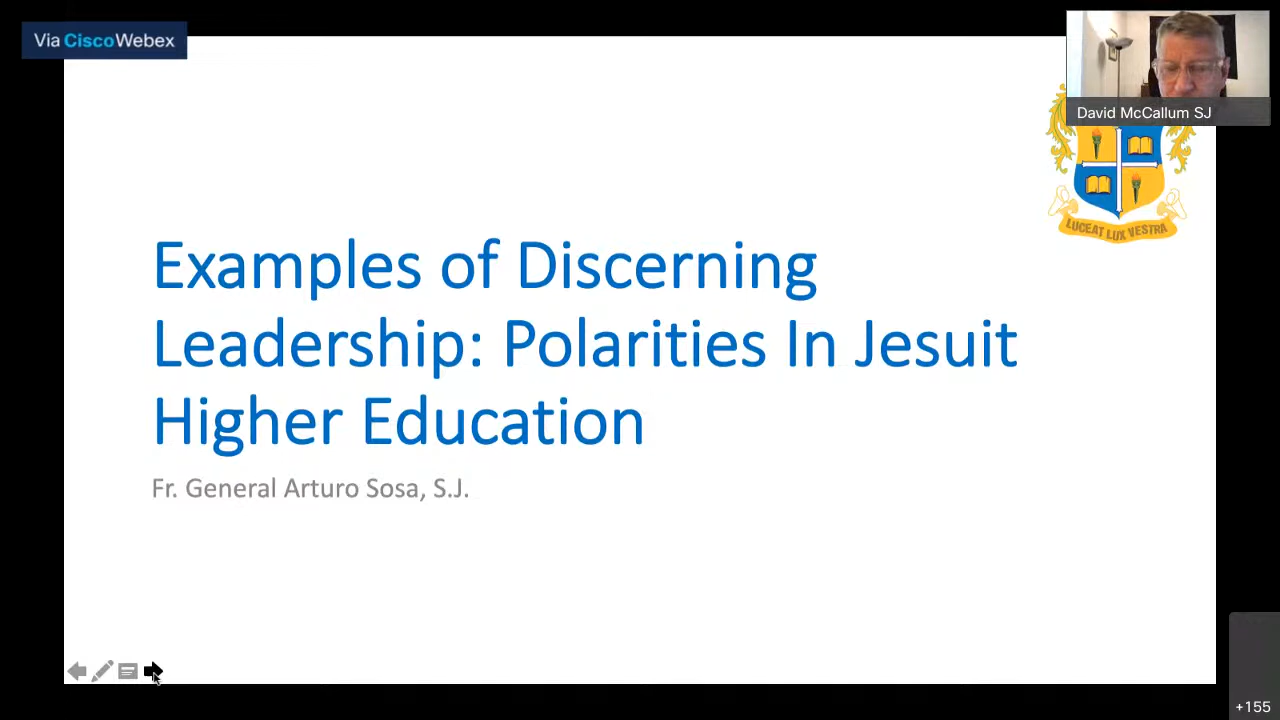 Via CiscoWebex
David McCallum SJ
LUCEAT LUX VESTRA
Examples of Discerning
Leadership: Polarities In Jesuit
Higher Education
Fr. General Arturo Sosa, S.J.
+155